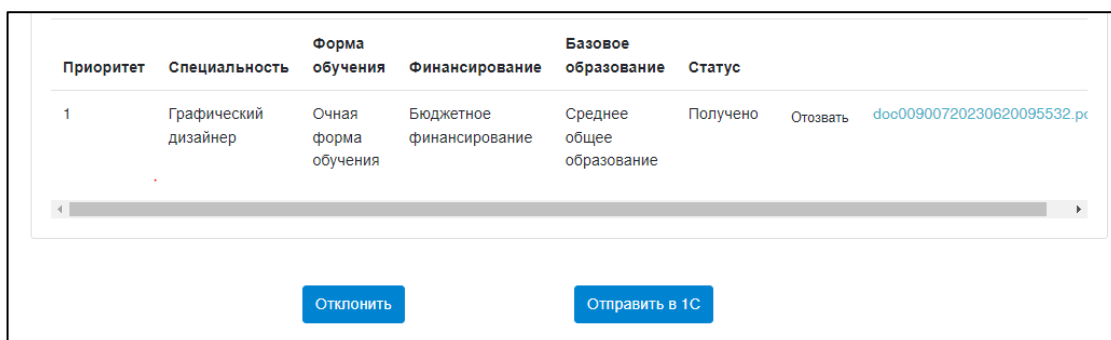 Приоритет Специальность Форма обучения Финансирование Базовое образование Статус
1 Графический дизайнер Очная форма обучения Бюджетное финансирование Среднее общее образование Получено Отозвать doc00900720230620095532.pd
Отклонить Отправить в 1С